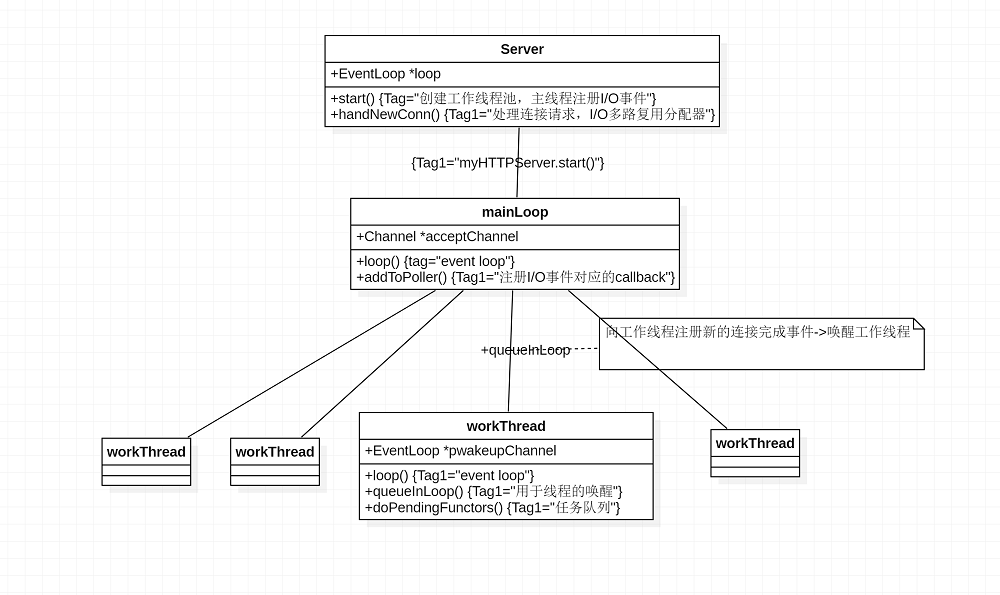 Server
+EventLoop *loop
+start() {Tag="创建工作线程池，主线程注册I/O事件"}
+handNewConn() {Tag1="处理连接请求，I/O多路复用分配器"}
{Tag1="myHTTPServer.start()"}
mainLoop
+Channel *acceptChannel
+loop() {tag="event loop"}
+addToPoller() {Tag1="注册I/O事件对应的callback"}
向工作线程注册新的连接完成事件->唤醒工作线程
+queueInLoop
workThread
workThread
workThread
+EventLoop *pwakeupChannel
+loop() {Tag1="event loop"}
+queueInLoop() {Tag1="用于线程的唤醒"}
+doPendingFunctors() {Tag1="任务队列"}
workThread